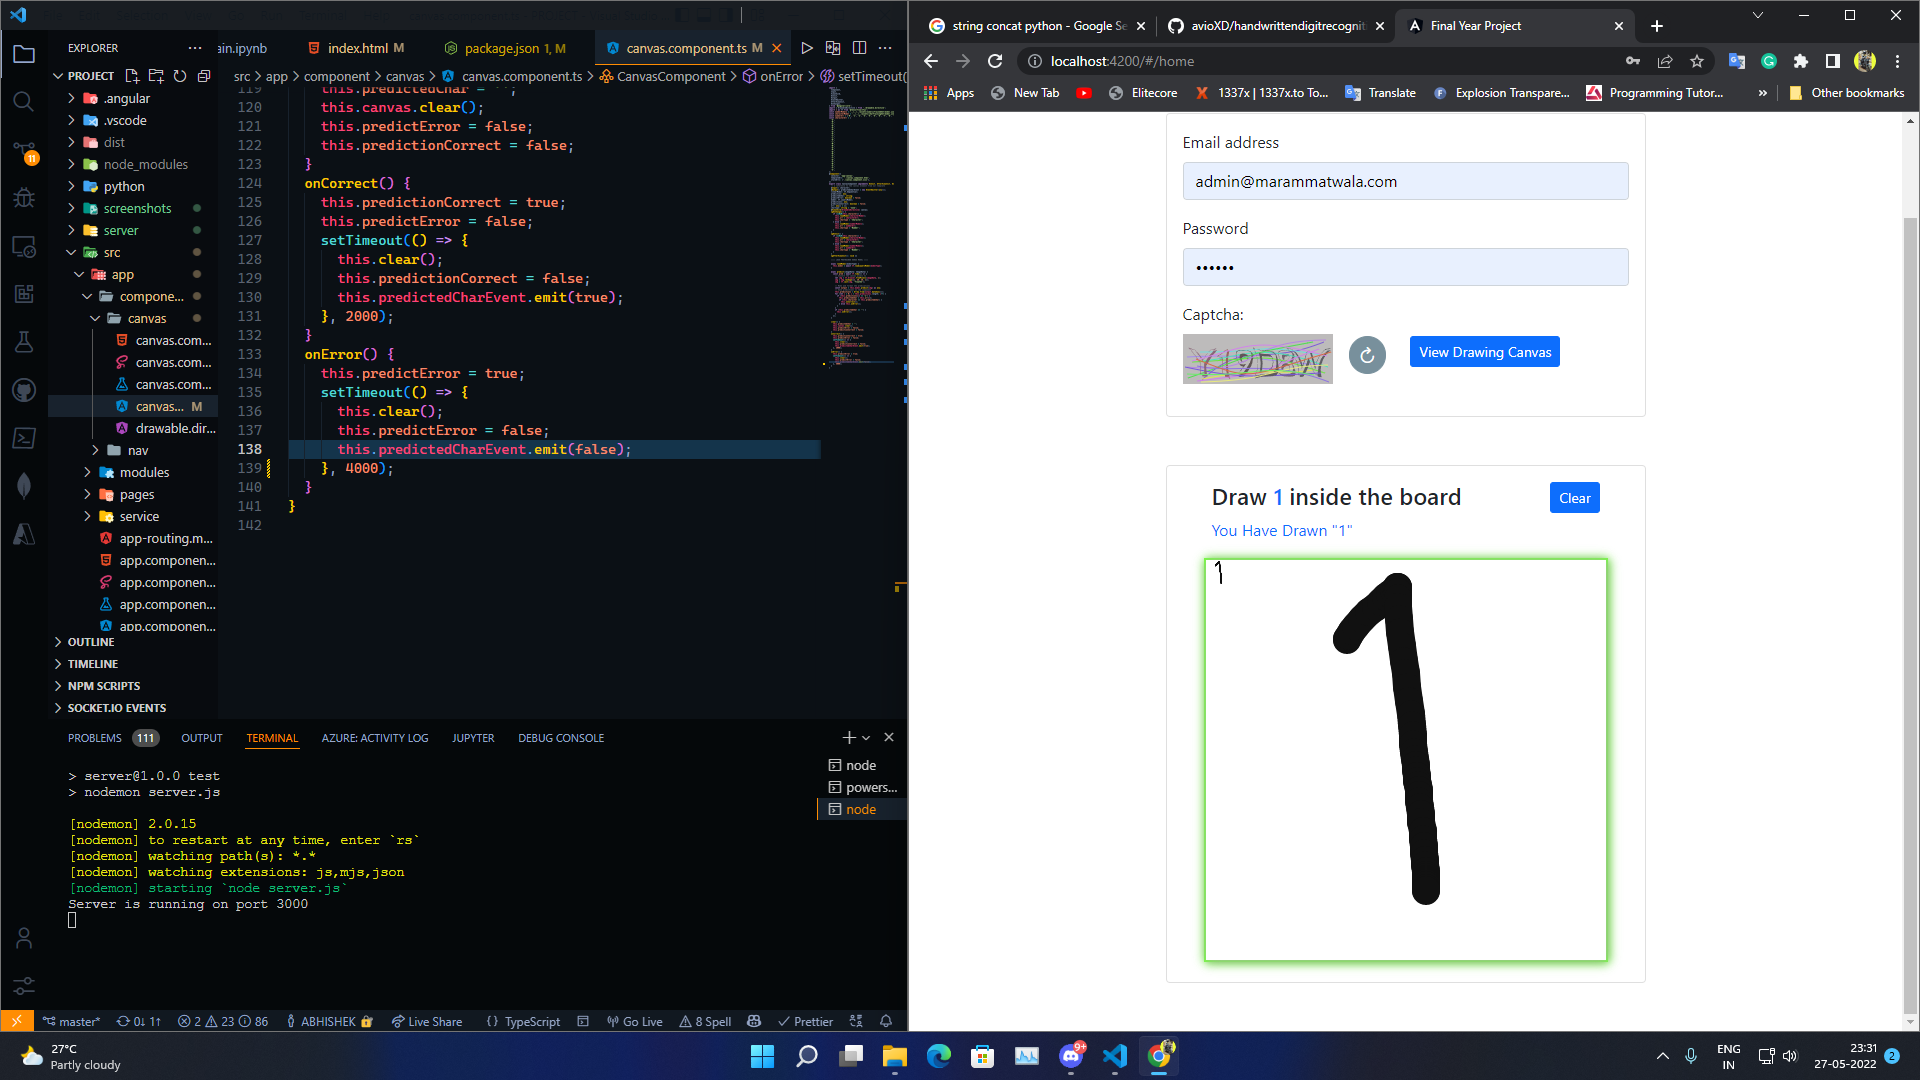 EXPLORER
ain.ipynb
index.html M
package.json 1, M
canvas.component.ts M
PROJECT
src > app > component > canvas > canvas.component.ts > CanvasComponent > onError > setTimeout(
.angular
.vscode
dist
node_modules
python
screenshots
server
src
app
compone...
canvas
canvas.com...
canvas.com...
canvas.com...
canvas... M
drawable.dir...
nav
modules
pages
service
app-routing.m...
app.componen...
app.componen...
app.componen...
app.componen...
OUTLINE
TIMELINE
NPM SCRIPTS
SOCKET.IO EVENTS
11
119 this.predictedChar = '';
120 this.canvas.clear();
121 this.predictError = false;
122 this.predictionCorrect = false;
123 }
124 onCorrect() {
125 this.predictionCorrect = true;
126 this.predictError = false;
127 setTimeout(() => {
128 this.clear();
129 this.predictionCorrect = false;
130 this.predictedCharEvent.emit(true);
131 }, 2000);
132 }
133 onError() {
134 this.predictError = true;
135 setTimeout(() => {
136 this.clear();
137 this.predictError = false;
138 this.predictedCharEvent.emit(false);
139 }, 4000);
140 }
141 }
142
PROBLEMS 111 OUTPUT TERMINAL AZURE: ACTIVITY LOG JUPYTER DEBUG CONSOLE
> server@1.0.0 test
> nodemon server.js
[nodemon] 2.0.15
[nodemon] to restart at any time, enter `rs`
[nodemon] watching path(s): *.*
[nodemon] watching extensions: js,mjs,json
[nodemon] starting `node server.js`
Server is running on port 3000
node
powers...
node
master* 0↓ 1↑ 2 23 86 ABHISHEK Live Share {} TypeScript Go Live 8 Spell Prettier
string concat python - Google Se
avioXD/handwrittendigitrecognit
Final Year Project
localhost:4200/#/home
Apps New Tab Elitecore 1337x | 1337x.to To... Translate Explosion Transpare... Programming Tutor... » Other bookmarks
Email address
admin@marammatwala.com
Password
••••••
Captcha:
View Drawing Canvas
Draw 1 inside the board
Clear
You Have Drawn "1"
1
1
27°C
Partly cloudy
9+
ENG
IN
23:31
27-05-2022
2